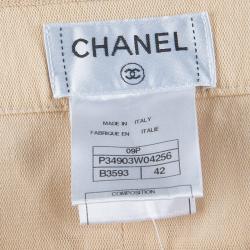 CHANEL
MADE IN ITALY
FABRIQUE EN ITALIE
09P
P34903W04256
B3593 42
COMPOSITION